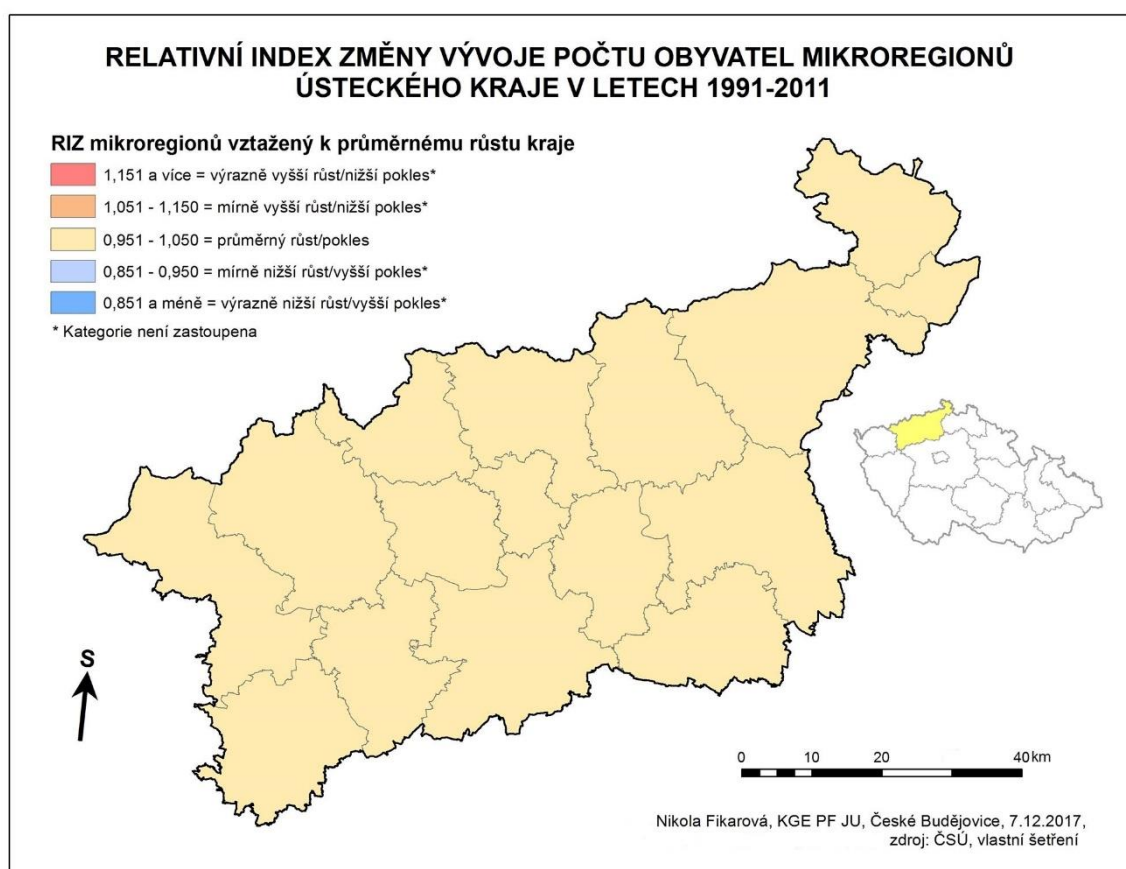 RELATIVNÍ INDEX ZMĚNY VÝVOJE POČTU OBYVATEL MIKROREGIONŮ
ÚSTECKÉHO KRAJE V LETECH 1991-2011
RIZ mikroregionů vztažený k průměrnému růstu kraje
1,151 a více = výrazně vyšší růst/nižší pokles*
1,051 - 1,150 = mírně vyšší růst/nižší pokles*
0,951 - 1,050 = průměrný růst/pokles
0,851 - 0,950 = mírně nižší růst/vyšší pokles*
0,851 a méně = výrazně nižší růst/vyšší pokles*
* Kategorie není zastoupena
S
0 10 20 40 km
Nikola Fikarová, KGE PF JU, České Budějovice, 7.12.2017,
zdroj: ČSÚ, vlastní šetření